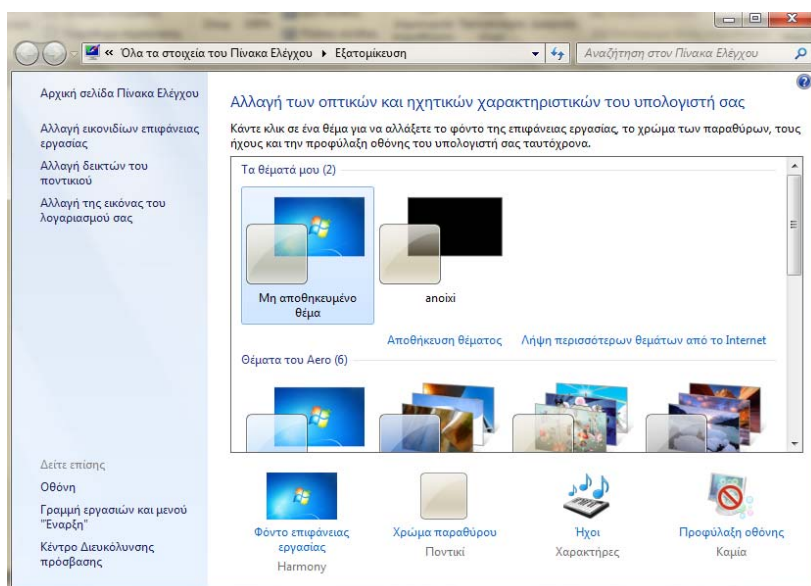 « Όλα τα στοιχεία του Πίνακα Ελέγχου ▸ Εξατομίκευση
Αναζήτηση στον Πίνακα Ελέγχου
Αρχική σελίδα Πίνακα Ελέγχου
Αλλαγή εικονιδίων επιφάνειας
εργασίας
Αλλαγή δεικτών του
ποντικιού
Αλλαγή της εικόνας του
λογαριασμού σας
Αλλαγή των οπτικών και ηχητικών χαρακτηριστικών του υπολογιστή σας
Κάντε κλικ σε ένα θέμα για να αλλάξετε το φόντο της επιφάνειας εργασίας, το χρώμα των παραθύρων, τους
ήχους και την προφύλαξη οθόνης του υπολογιστή σας ταυτόχρονα.
Τα θέματά μου (2)
Μη αποθηκευμένο
θέμα
anoixi
Αποθήκευση θέματος
Λήψη περισσότερων θεμάτων από το Internet
Θέματα του Aero (6)
Δείτε επίσης
Οθόνη
Γραμμή εργασιών και μενού
"Έναρξη"
Κέντρο Διευκόλυνσης
πρόσβασης
Φόντο επιφάνειας
εργασίας
Harmony
Χρώμα παραθύρου
Ποντικί
Ήχοι
Χαρακτήρες
Προφύλαξη οθόνης
Καμία